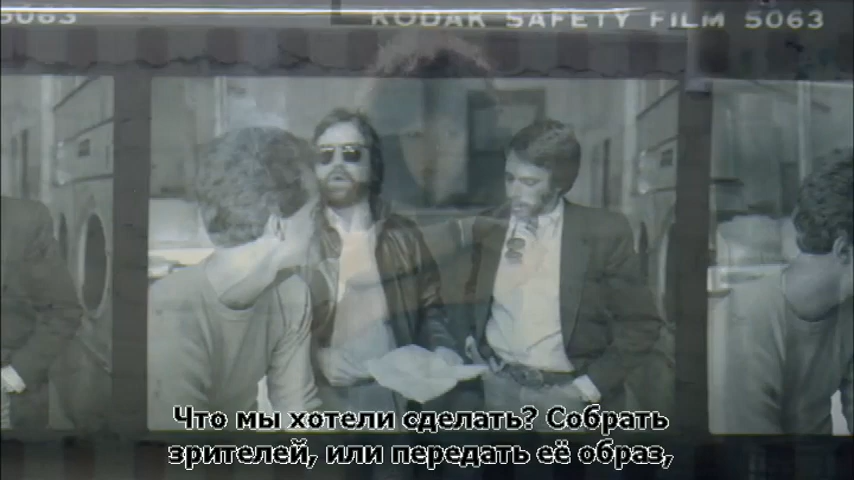 5063
KODAK SAFETY FILM 5063
Что мы хотели сделать? Собрать
зрителей, или передать её образ,